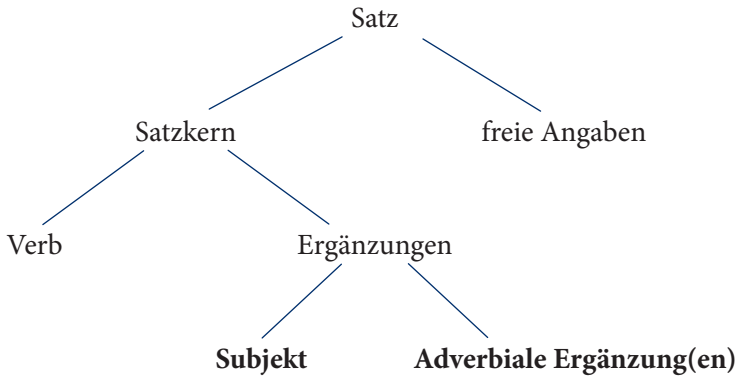 Satz
Satzkern freie Angaben
Verb Ergänzungen
Subjekt Adverbiale Ergänzung(en)